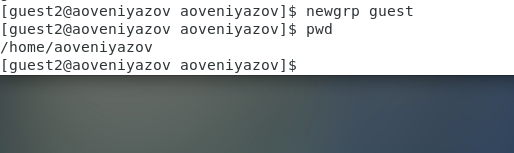 [guest2@aoveniyazov aoveniyazov]$ newgrp guest
[guest2@aoveniyazov aoveniyazov]$ pwd
/home/aoveniyazov
[guest2@aoveniyazov aoveniyazov]$